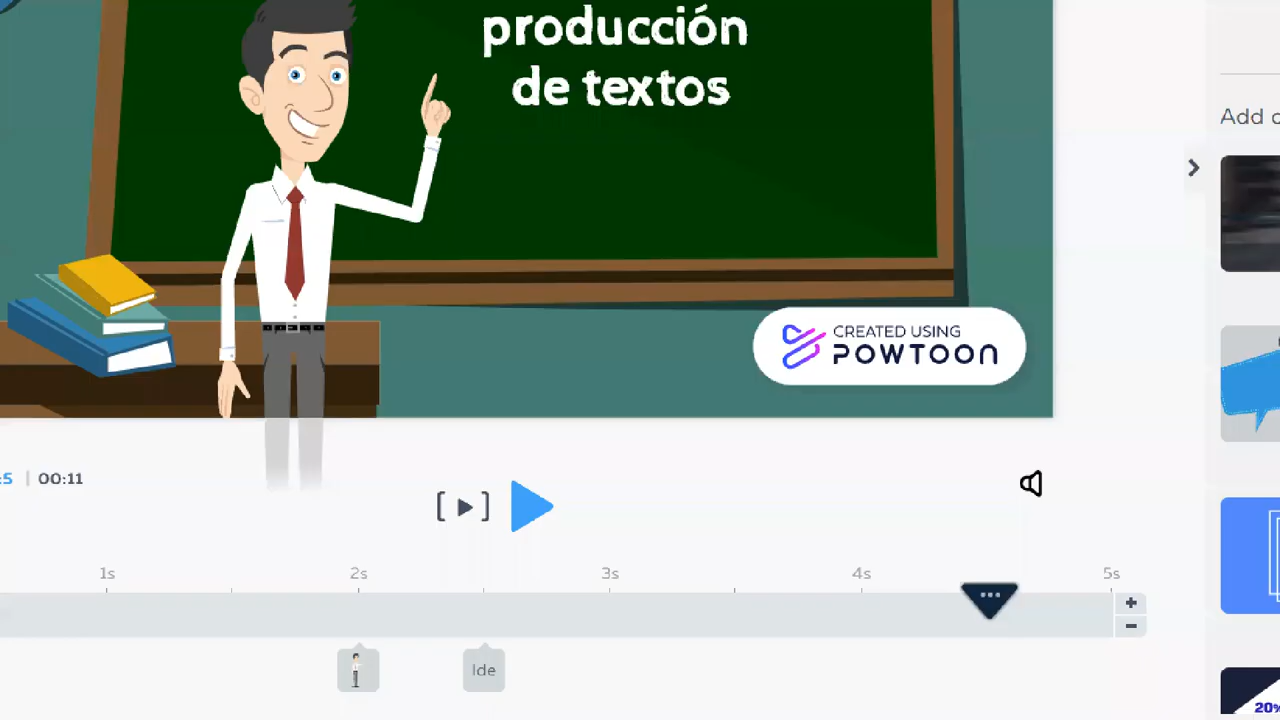 producción
de textos
Add
CREATED USING
POWTOON
00:11
1s
2s
3s
4s
5s
Ide
20%